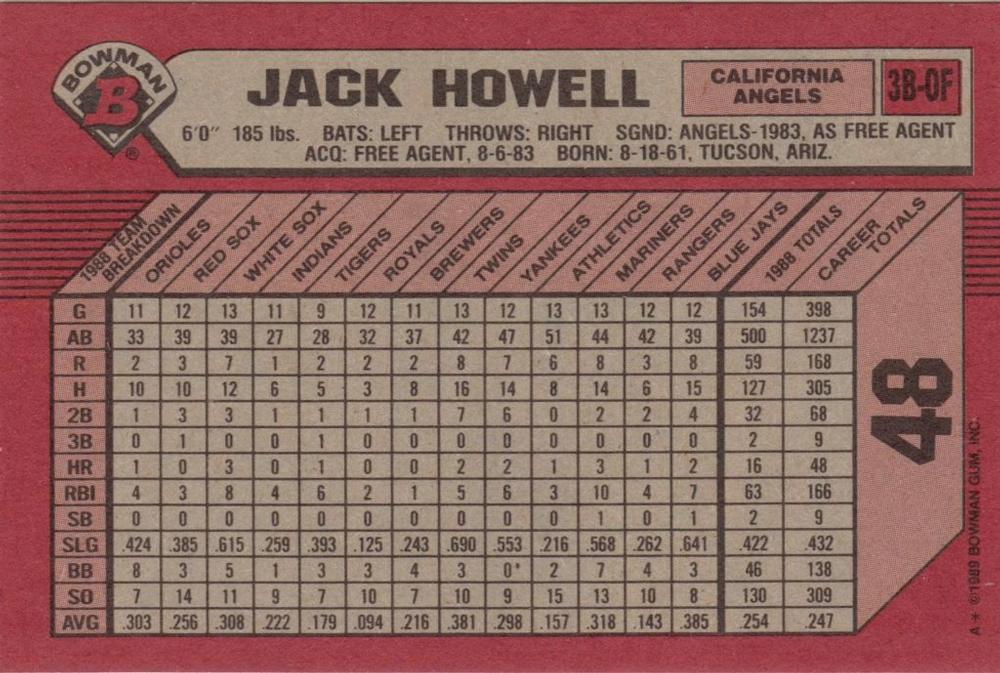 BOWMAN
B
®
JACK HOWELL
CALIFORNIA
ANGELS
3B-OF
6'0" 185 lbs. BATS: LEFT THROWS: RIGHT SGND: ANGELS-1983, AS FREE AGENT
ACQ: FREE AGENT, 8-6-83 BORN: 8-18-61, TUCSON, ARIZ.
1988 TEAM BREAKDOWN ORIOLES RED SOX WHITE SOX INDIANS TIGERS ROYALS BREWERS TWINS YANKEES ATHLETICS MARINERS RANGERS BLUE JAYS 1988 TOTALS CAREER TOTALS
G 11 12 13 11 9 12 11 13 12 13 13 12 12 154 398
AB 33 39 39 27 28 32 37 42 47 51 44 42 39 500 1237
R 2 3 7 1 2 2 2 8 7 6 8 3 8 59 168
H 10 10 12 6 5 3 8 16 14 8 14 6 15 127 305
2B 1 3 3 1 1 1 1 7 6 0 2 2 4 32 68
3B 0 1 0 0 1 0 0 0 0 0 0 0 0 2 9
HR 1 0 3 0 1 0 0 2 2 1 3 1 2 16 48
RBI 4 3 8 4 6 2 1 5 6 3 10 4 7 63 166
SB 0 0 0 0 0 0 0 0 0 0 1 0 1 2 9
SLG .424 .385 .615 .259 .393 .125 .243 .690 .553 .216 .568 .262 .641 .422 .432
BB 8 3 5 1 3 3 4 3 0* 2 7 4 3 46 138
SO 7 14 11 9 7 10 7 10 9 15 13 10 8 130 309
AVG .303 .256 .308 .222 .179 .094 .216 .381 .298 .157 .318 .143 .385 .254 .247
48
A * ©1989 BOWMAN GUM, INC.